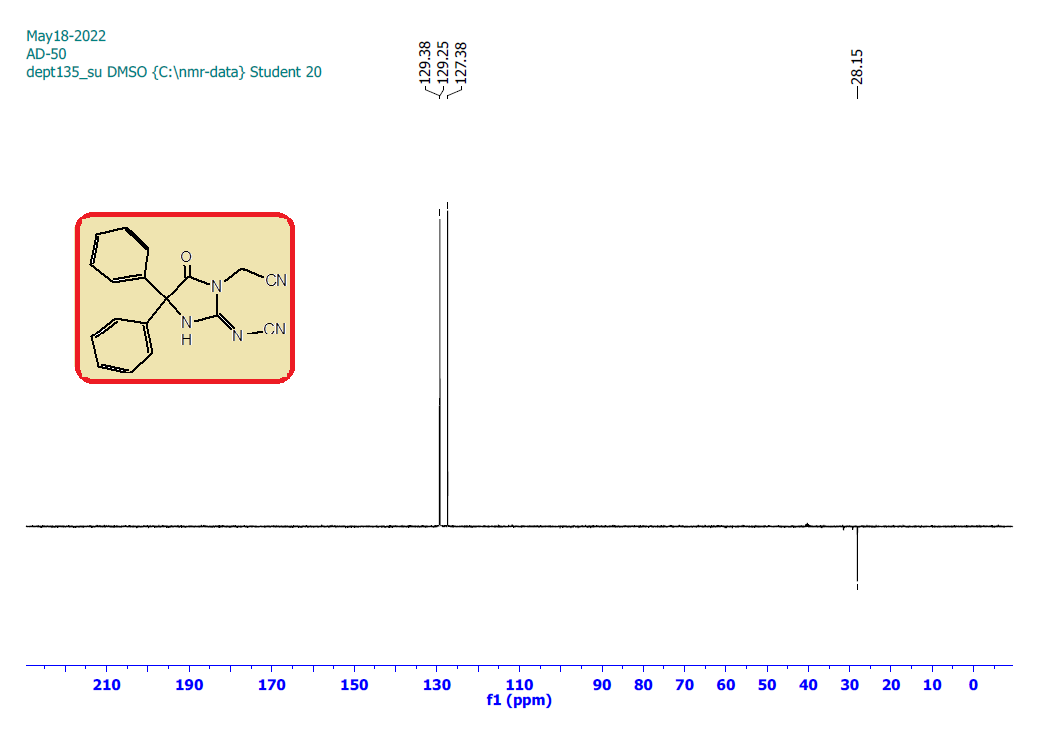 May18-2022
AD-50
dept135_su DMSO {C:\nmr-data} Student 20
129.38
129.25
127.38
28.15
O
N
CN
N
H
N
CN
210 190 170 150 130 110 90 80 70 60 50 40 30 20 10 0
f1 (ppm)